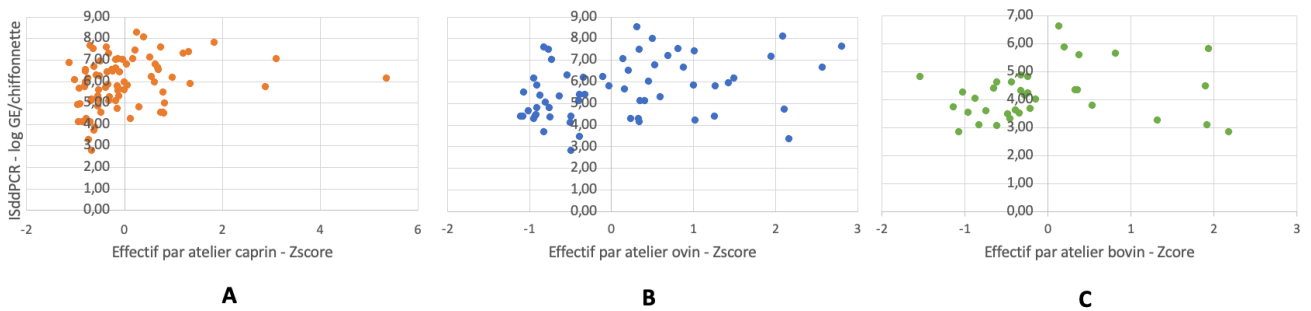 ISddPCR - log GE/chiffonnette
9,00
8,00
7,00
6,00
5,00
4,00
3,00
2,00
1,00
0,00
-2 0 2 4 6
Effectif par atelier caprin - Zscore
A
9,00
8,00
7,00
6,00
5,00
4,00
3,00
2,00
1,00
0,00
-2 -1 0 1 2 3
Effectif par atelier ovin - Zscore
B
7,00
6,00
5,00
4,00
3,00
2,00
1,00
0,00
-2 -1 0 1 2 3
Effectif par atelier bovin - Zcore
C